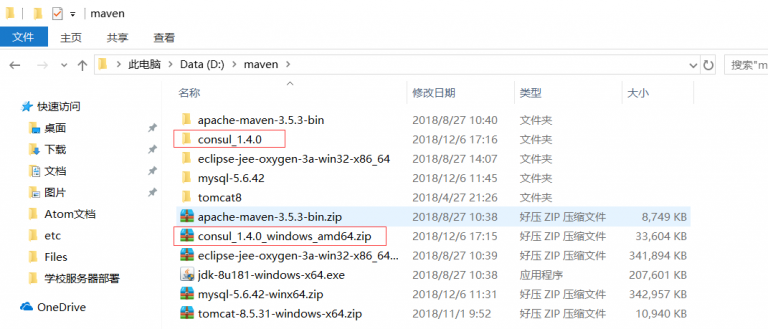 maven
文件 主页 共享 查看
此电脑 Data (D:) maven 搜索"m
名称 修改日期 类型 大小
快速访问
桌面
下载
文档
图片
Atom文档
etc
Files
学校服务器部署
OneDrive
apache-maven-3.5.3-bin 2018/8/27 10:40 文件夹
consul_1.4.0 2018/12/6 17:16 文件夹
eclipse-jee-oxygen-3a-win32-x86_64 2018/8/27 14:07 文件夹
mysql-5.6.42 2018/12/6 11:45 文件夹
tomcat8 2018/4/27 21:26 文件夹
apache-maven-3.5.3-bin.zip 2018/8/27 10:38 好压 ZIP 压缩文件 8,749 KB
consul_1.4.0_windows_amd64.zip 2018/12/6 17:15 好压 ZIP 压缩文件 33,604 KB
eclipse-jee-oxygen-3a-win32-x86_64... 2018/8/27 10:39 好压 ZIP 压缩文件 341,894 KB
jdk-8u181-windows-x64.exe 2018/8/27 10:38 应用程序 207,601 KB
mysql-5.6.42-winx64.zip 2018/12/6 11:31 好压 ZIP 压缩文件 342,957 KB
tomcat-8.5.31-windows-x64.zip 2018/11/1 9:52 好压 ZIP 压缩文件 10,940 KB